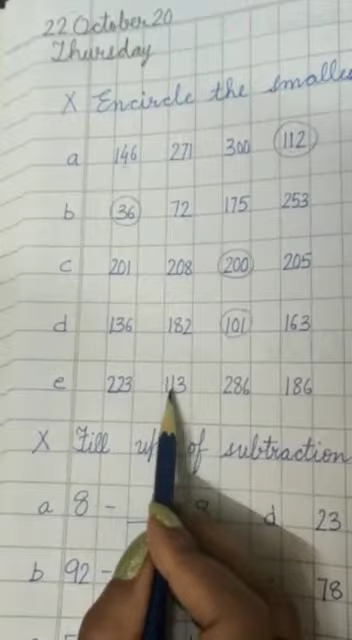 22 October 20
Thursday
X Encircle the smalles
a 146 271 300 112
b 36 72 175 253
c 201 208 200 205
d 136 182 101 163
e 223 113 286 186
X Fill up of subtraction
a 8 - d 23
b 92 - 78